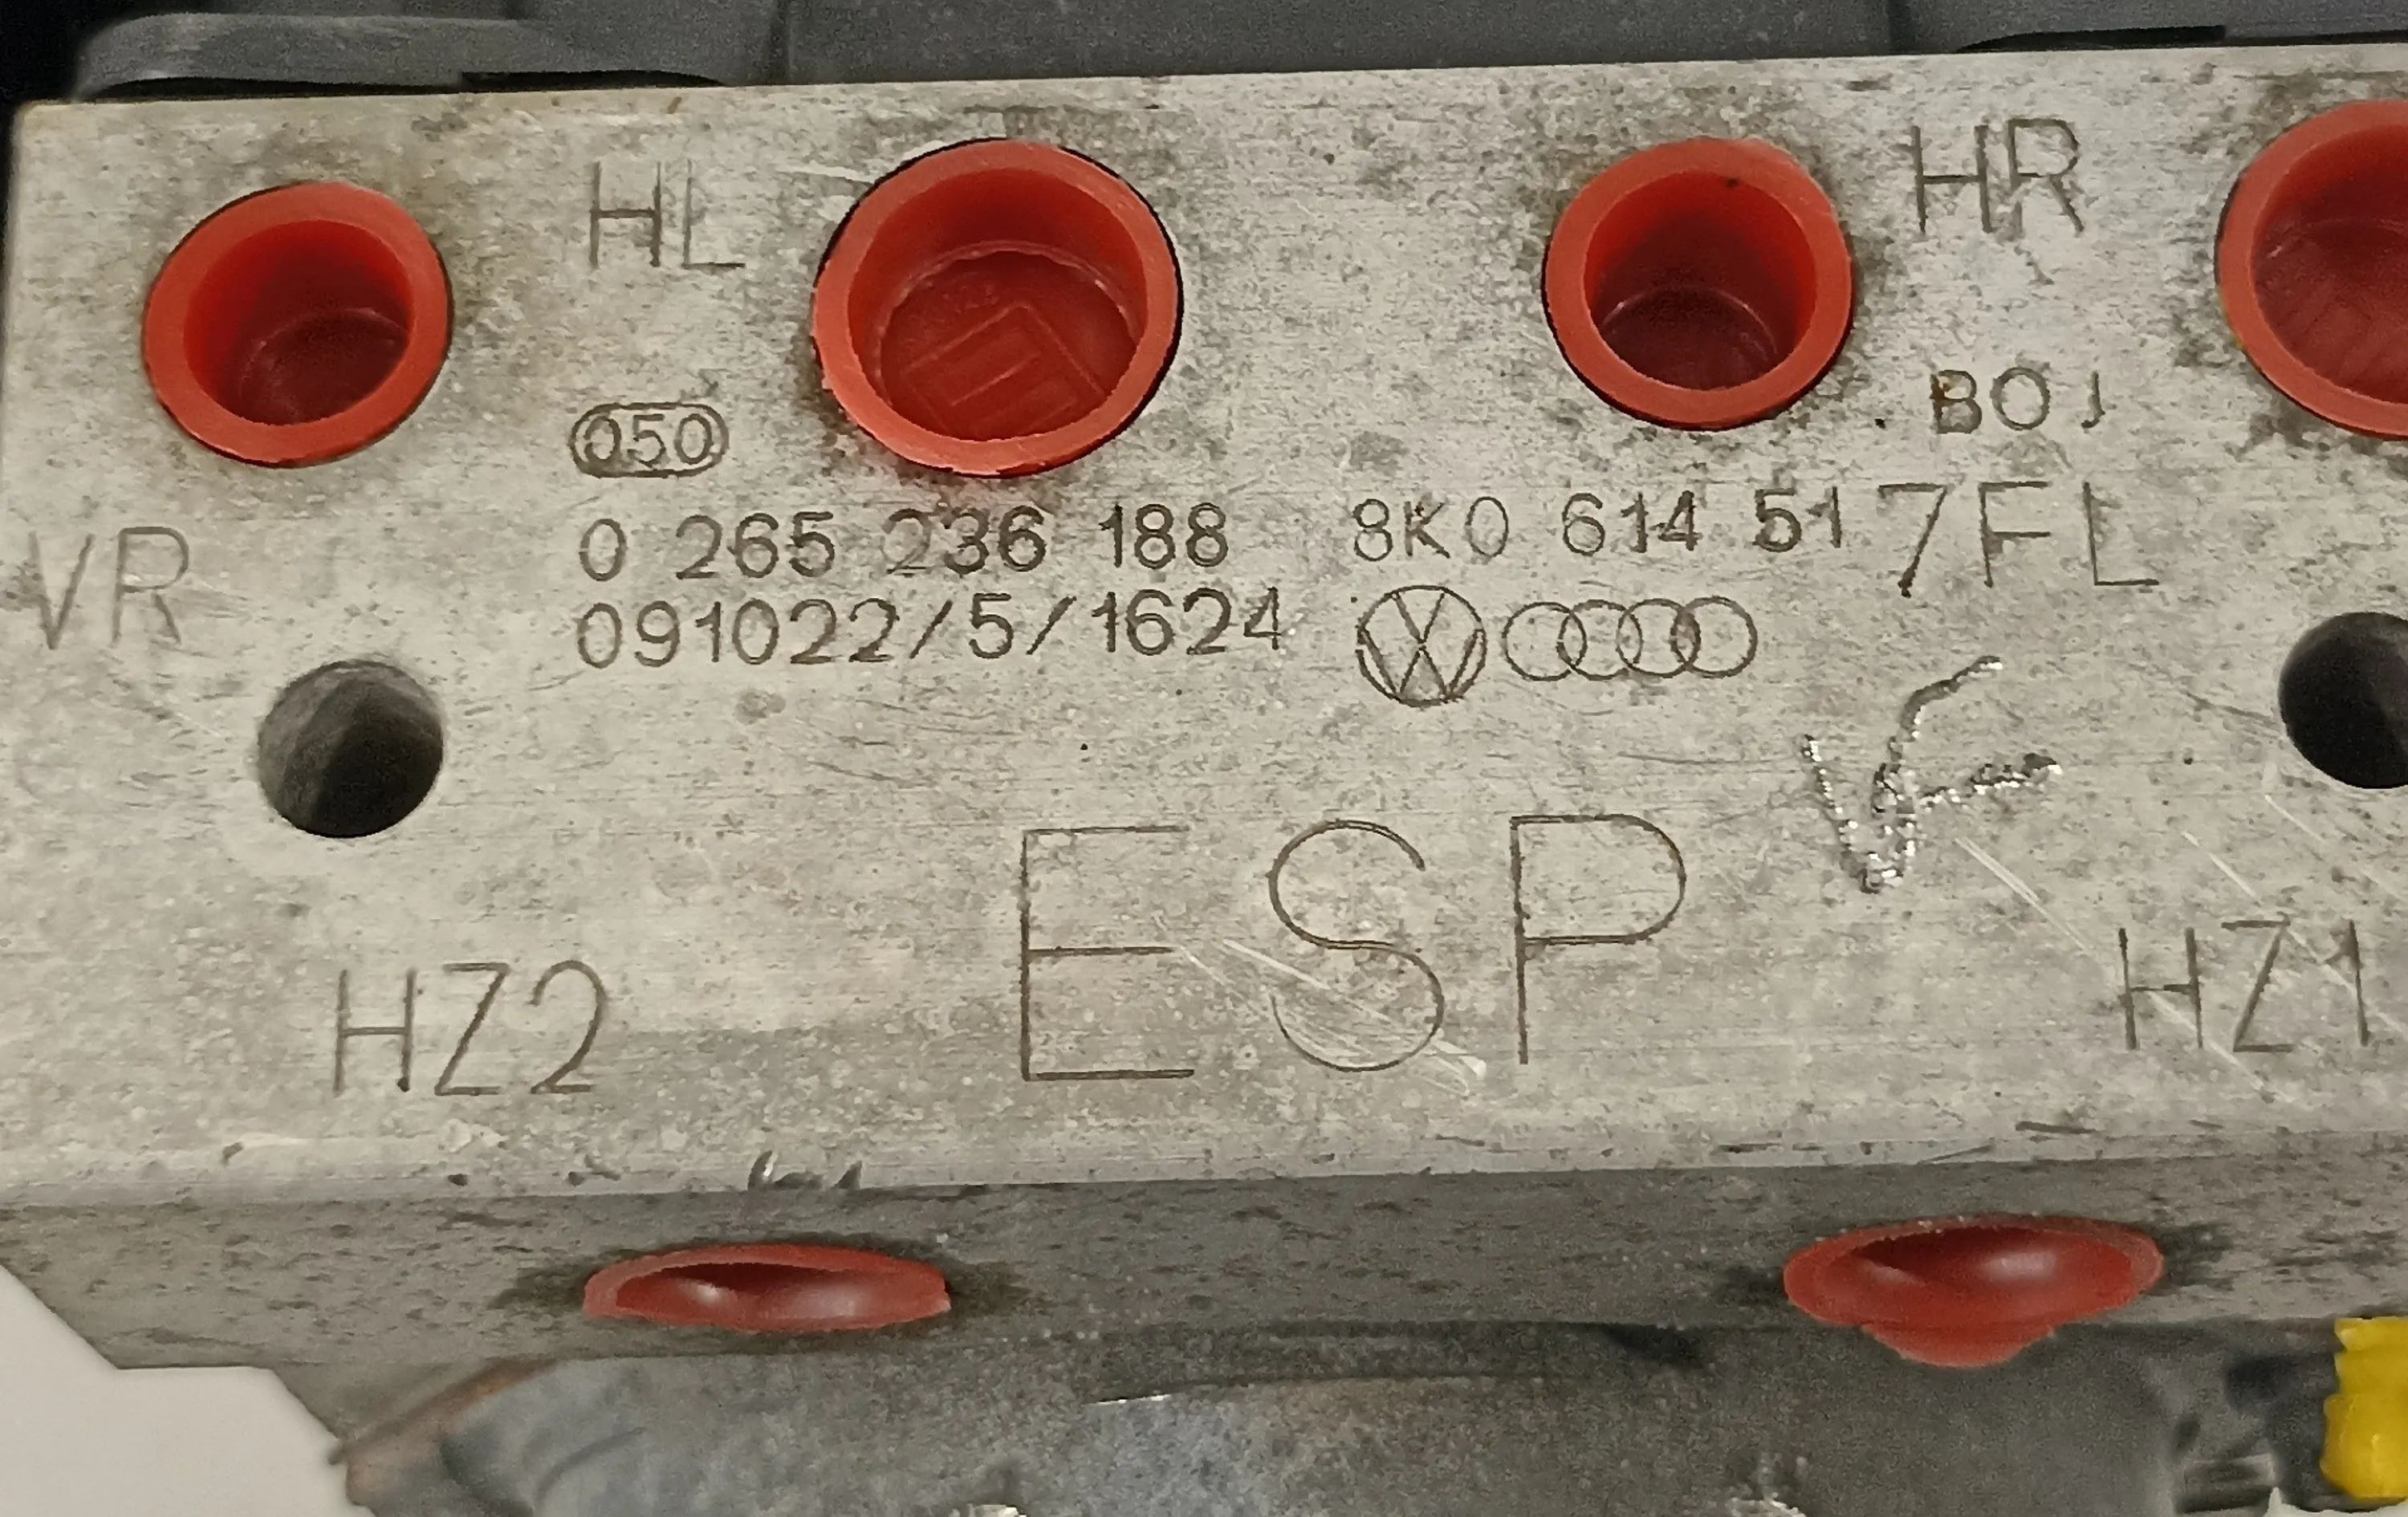 HL
HR
050
BOJ
0 265 236 188 8K0 614 517FL
VR
091022/5/1624
ESP
HZ2
HZ1